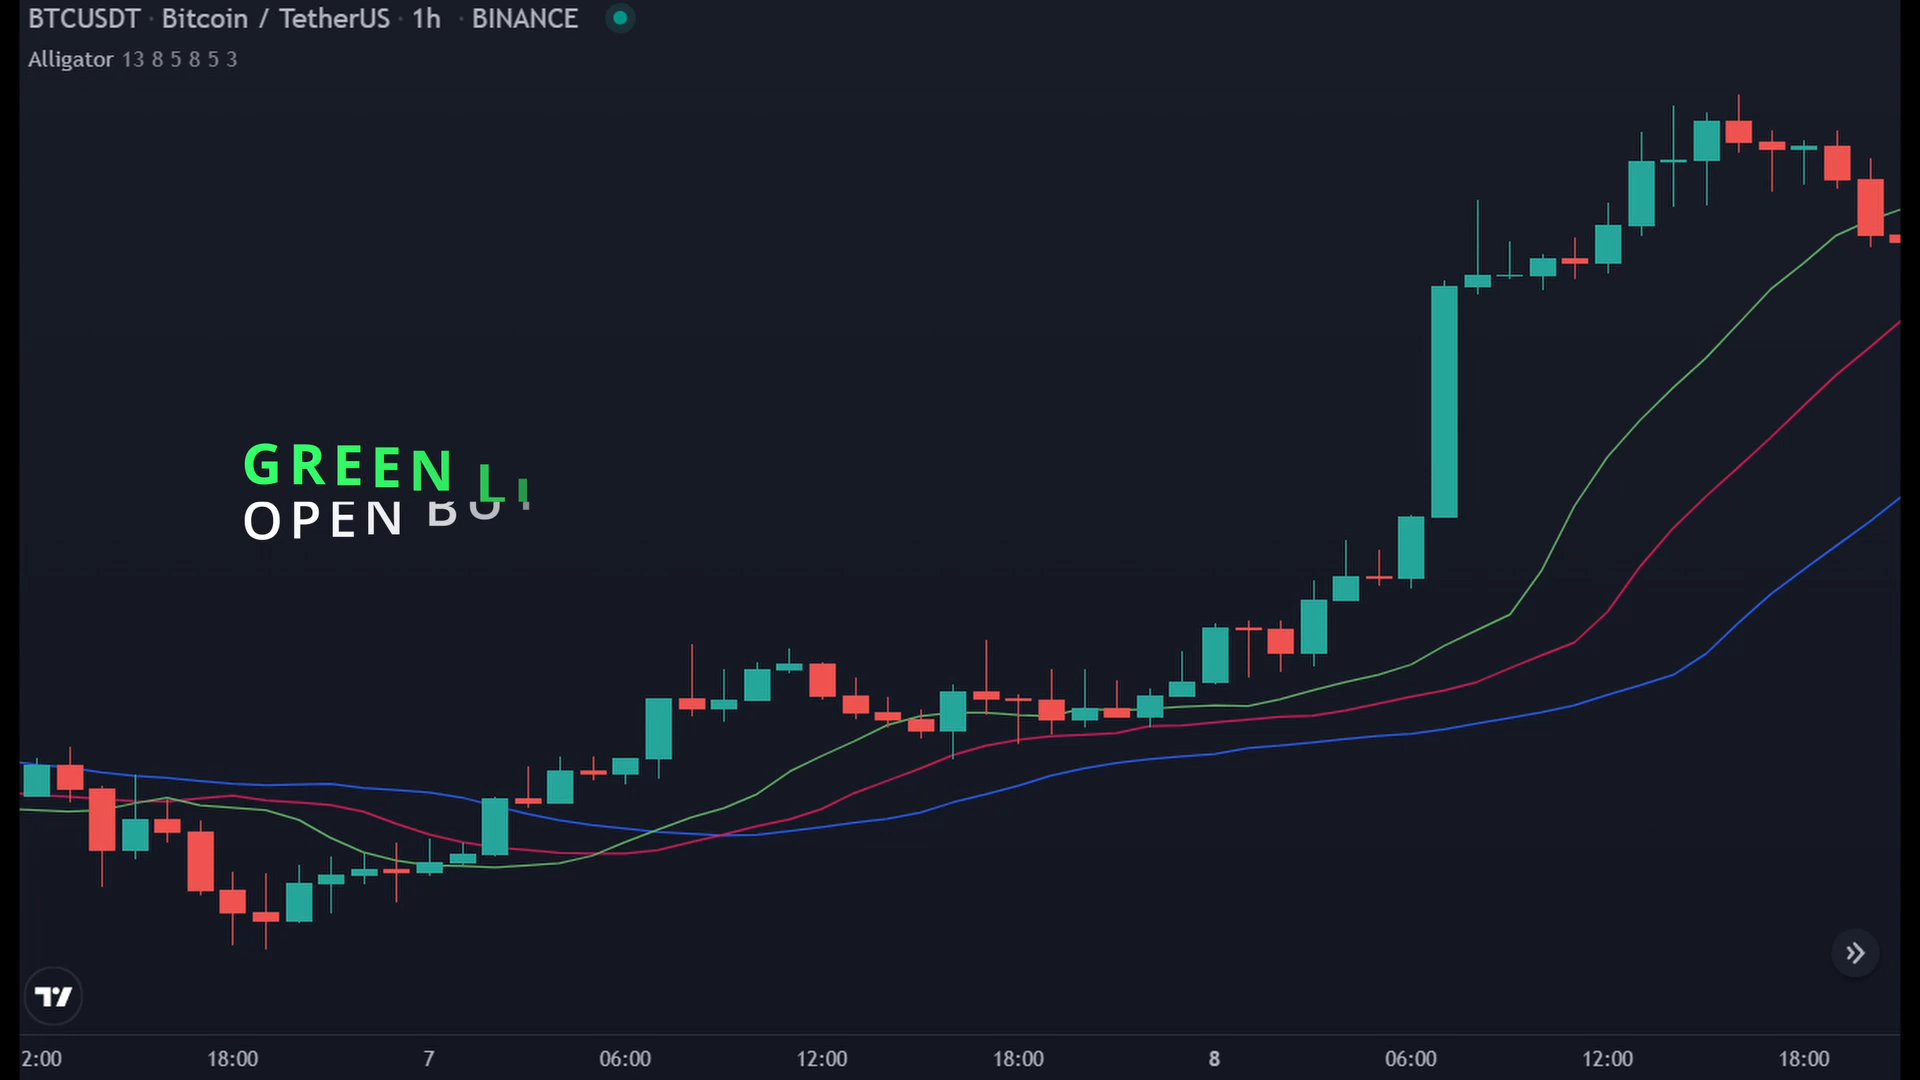 BTCUSDT · Bitcoin / TetherUS · 1h · BINANCE
Alligator 13 8 5 8 5 3
GREEN
OPEN
2:00 18:00 7 06:00 12:00 18:00 8 06:00 12:00 18:00